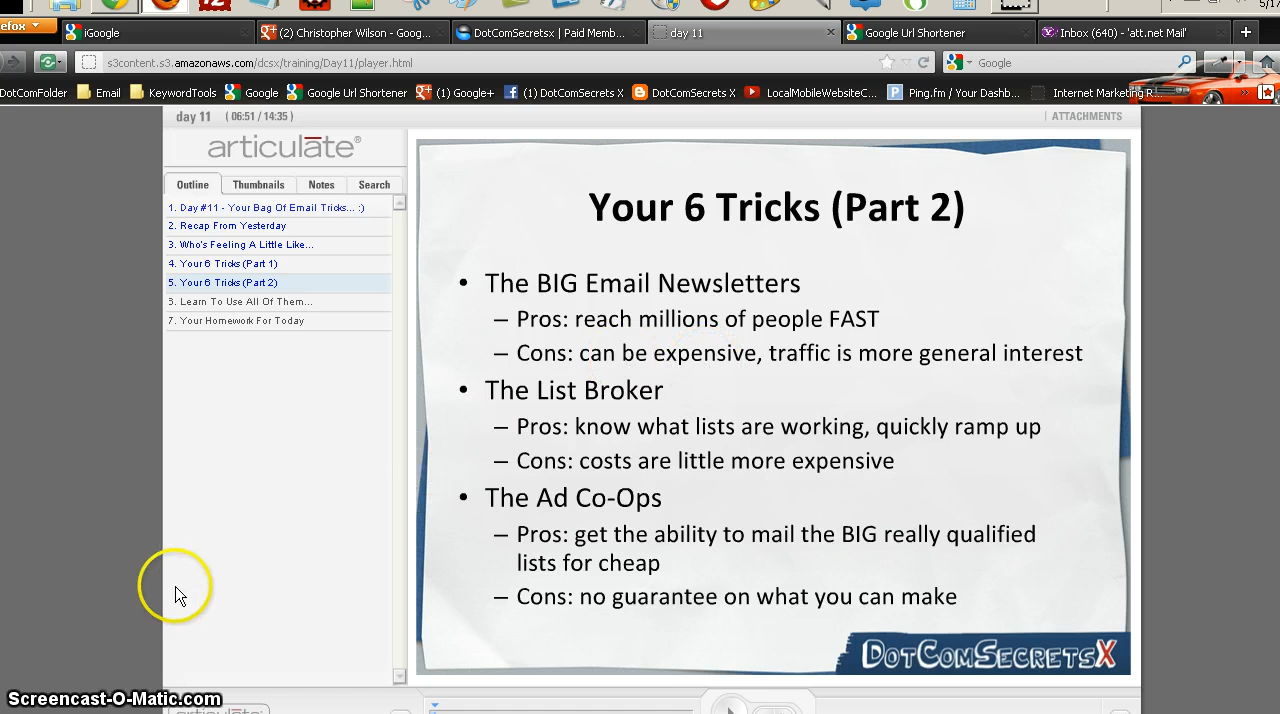 5/17
efox
iGoogle
(2) Christopher Wilson - Goog...
DotComSecretsx | Paid Memb...
day 11
Google Url Shortener
Inbox (640) - 'att.net Mail'
s3content.s3.amazonaws.com/dcsx/training/Day11/player.html
Google
DotComFolder
Email
KeywordTools
Google
Google Url Shortener
(1) Google+
(1) DotComSecrets X
DotComSecrets X
LocalMobileWebsiteC...
Ping.fm / Your Dashb...
Internet Marketing R...
day 11 ( 06:51 / 14:35 )
ATTACHMENTS
articulate®
Outline
Thumbnails
Notes
Search
1. Day #11 - Your Bag Of Email Tricks... :)
2. Recap From Yesterday
3. Who's Feeling A Little Like...
4. Your 6 Tricks (Part 1)
5. Your 6 Tricks (Part 2)
3. Learn To Use All Of Them...
7. Your Homework For Today
Your 6 Tricks (Part 2)
• The BIG Email Newsletters
– Pros: reach millions of people FAST
– Cons: can be expensive, traffic is more general interest
• The List Broker
– Pros: know what lists are working, quickly ramp up
– Cons: costs are little more expensive
• The Ad Co-Ops
– Pros: get the ability to mail the BIG really qualified
lists for cheap
– Cons: no guarantee on what you can make
DotComSecretsX
Screencast-O-Matic.com
articulate